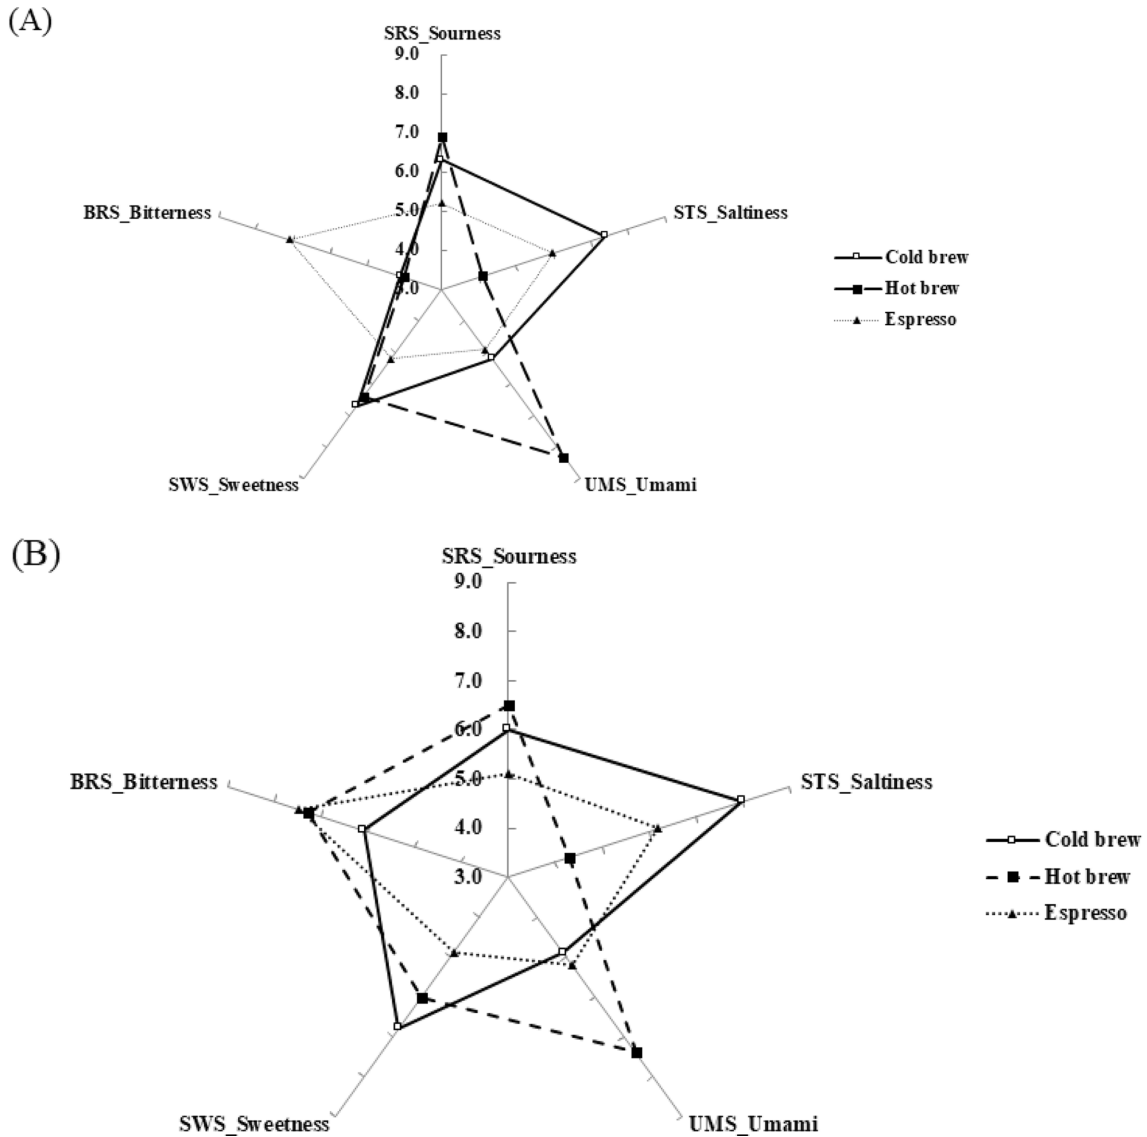 (A)
SRS_Sourness
9.0
8.0
7.0
6.0
5.0
4.0
3.0
BRS_Bitterness
STS_Saltiness
SWS_Sweetness
UMS_Umami
Cold brew
Hot brew
Espresso
(B)
SRS_Sourness
9.0
8.0
7.0
6.0
5.0
4.0
3.0
BRS_Bitterness
STS_Saltiness
SWS_Sweetness
UMS_Umami
Cold brew
Hot brew
Espresso